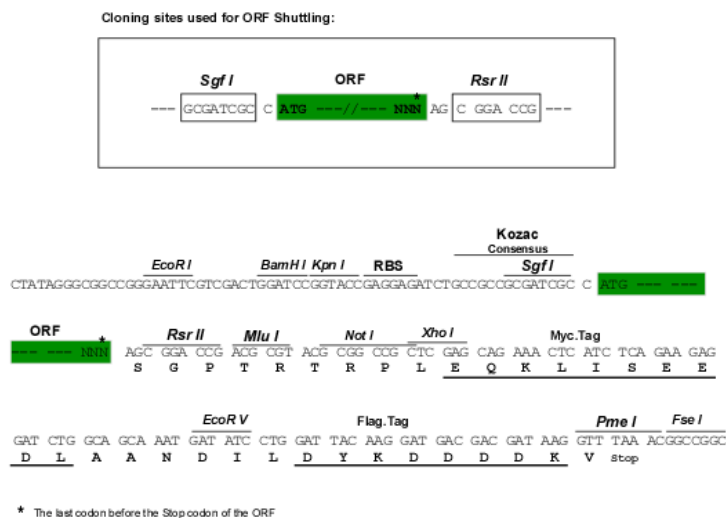 Cloning sites used for ORF Shuttling:
Sgf I ORF Rsr II
--- GCGATCGC C ATG ---//--- NNN* AG C GGA CCG ---
Kozac
Consensus
EcoR I BamH I Kpn I RBS Sgf I
CTATAGGGCGGCCGGGAATTCGTCGACTGGATCCGGTACCGAGGAGATCTGCCGCCGCGATCGC C ATG --- ---
ORF Rsr II Mlu I Not I Xho I Myc.Tag
--- --- NNN* AGC GGA CCG ACG CGT ACG CGG CCG CTC GAG CAG AAA CTC ATC TCA GAA GAG
S G P T R T R P L E Q K L I S E E
EcoR V Flag.Tag Pme I Fse I
GAT CTG GCA GCA AAT GAT ATC CTG GAT TAC AAG GAT GAC GAC GAT AAG GTT TAA ACGGCCGGC
D L A A N D I L D Y K D D D D K V Stop
* The last codon before the Stop codon of the ORF